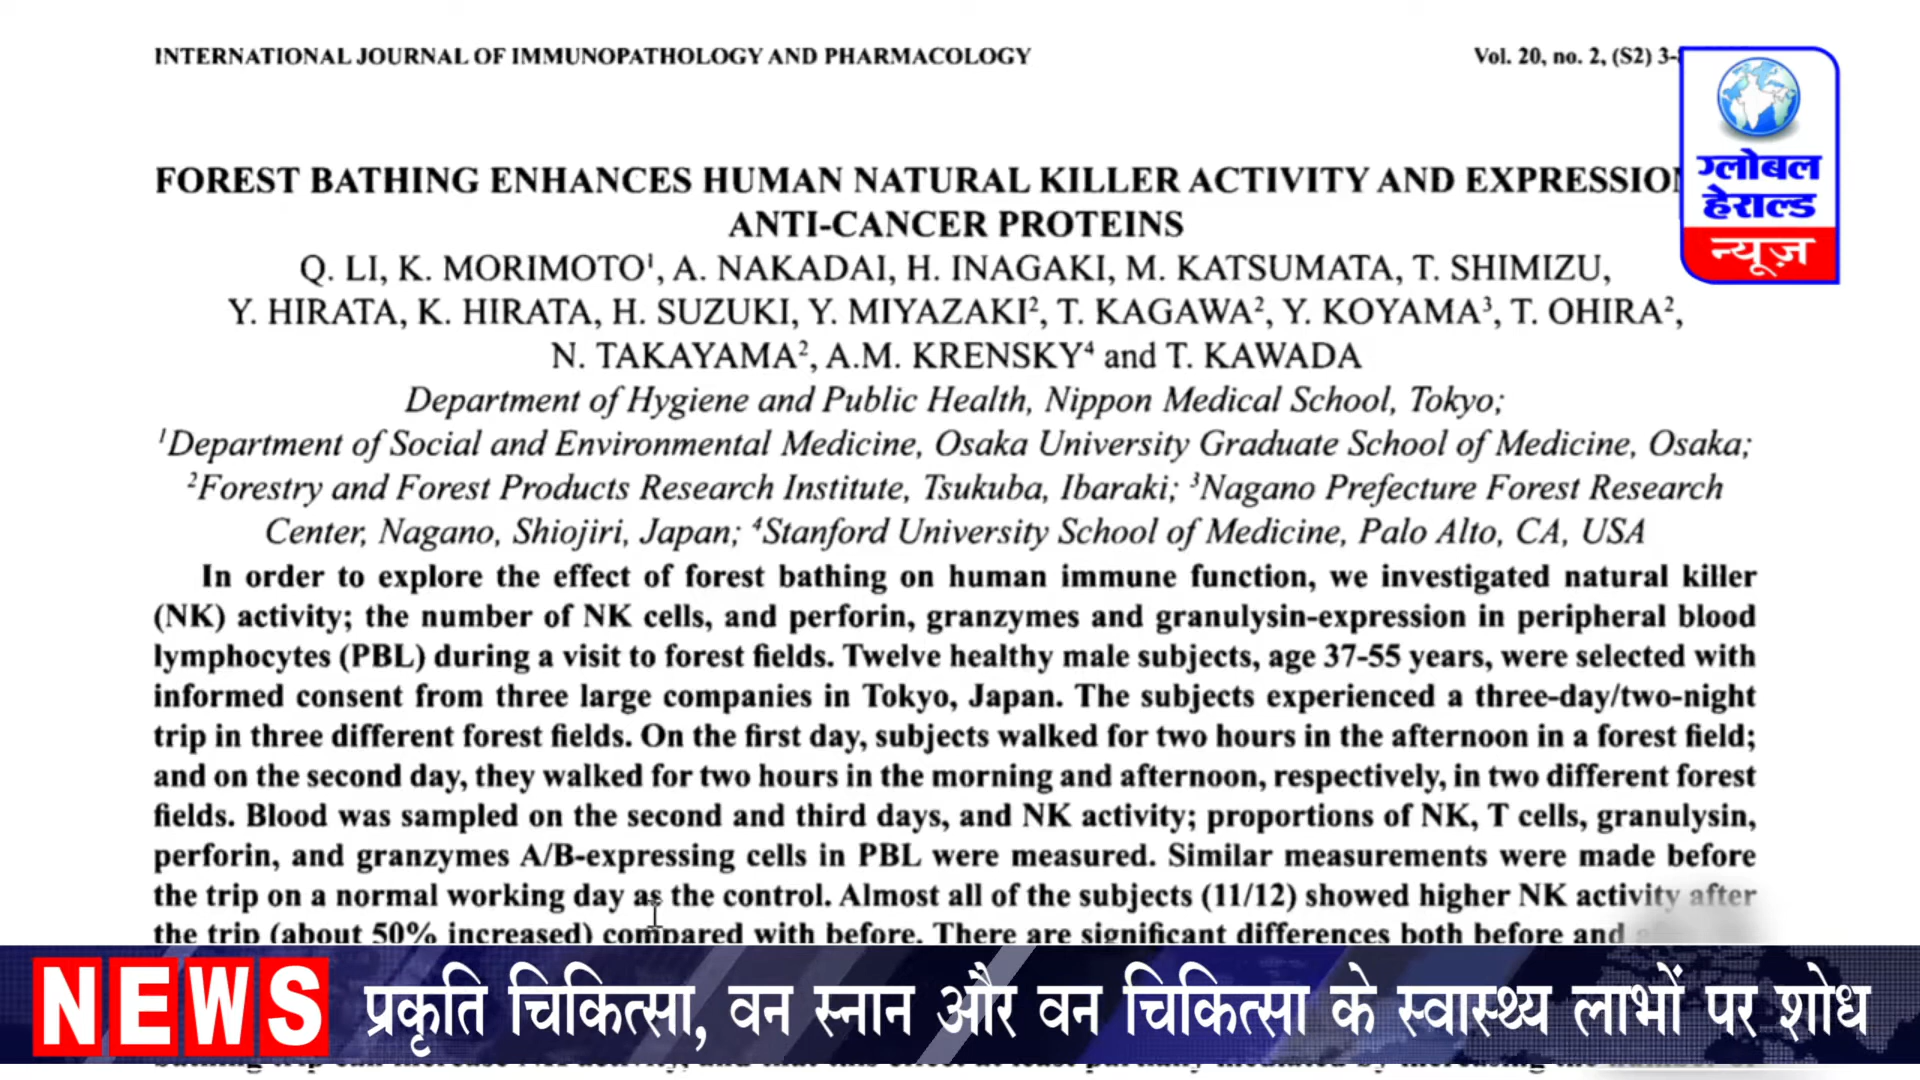 INTERNATIONAL JOURNAL OF IMMUNOPATHOLOGY AND PHARMACOLOGY
Vol. 20, no. 2, (S2) 3-
ग्लोबल
हेराल्ड
न्यूज़
FOREST BATHING ENHANCES HUMAN NATURAL KILLER ACTIVITY AND EXPRESSION
ANTI-CANCER PROTEINS
Q. LI, K. MORIMOTO¹, A. NAKADAI, H. INAGAKI, M. KATSUMATA, T. SHIMIZU,
Y. HIRATA, K. HIRATA, H. SUZUKI, Y. MIYAZAKI², T. KAGAWA², Y. KOYAMA³, T. OHIRA²,
N. TAKAYAMA², A.M. KRENSKY⁴ and T. KAWADA
Department of Hygiene and Public Health, Nippon Medical School, Tokyo;
¹Department of Social and Environmental Medicine, Osaka University Graduate School of Medicine, Osaka;
²Forestry and Forest Products Research Institute, Tsukuba, Ibaraki; ³Nagano Prefecture Forest Research
Center, Nagano, Shiojiri, Japan; ⁴Stanford University School of Medicine, Palo Alto, CA, USA
In order to explore the effect of forest bathing on human immune function, we investigated natural killer
(NK) activity; the number of NK cells, and perforin, granzymes and granulysin-expression in peripheral blood
lymphocytes (PBL) during a visit to forest fields. Twelve healthy male subjects, age 37-55 years, were selected with
informed consent from three large companies in Tokyo, Japan. The subjects experienced a three-day/two-night
trip in three different forest fields. On the first day, subjects walked for two hours in the afternoon in a forest field;
and on the second day, they walked for two hours in the morning and afternoon, respectively, in two different forest
fields. Blood was sampled on the second and third days, and NK activity; proportions of NK, T cells, granulysin,
perforin, and granzymes A/B-expressing cells in PBL were measured. Similar measurements were made before
the trip on a normal working day as the control. Almost all of the subjects (11/12) showed higher NK activity after
the trip (about 50% increased) compared with before. There are significant differences both before and
NEWS प्रकृति चिकित्सा, वन स्नान और वन चिकित्सा के स्वास्थ्य लाभों पर शोध